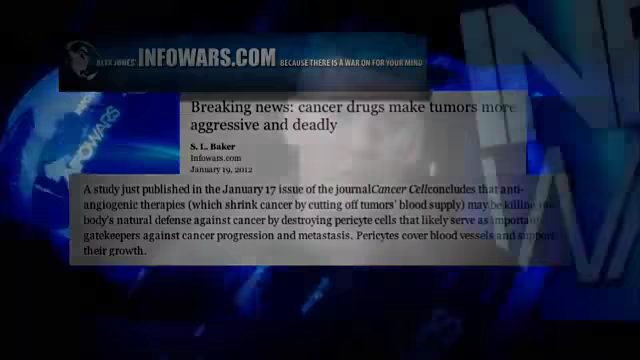 ALEX JONES' INFOWARS.COM BECAUSE THERE IS A WAR ON FOR YOUR MIND
Breaking news: cancer drugs make tumors more
aggressive and deadly
S. L. Baker
Infowars.com
January 19, 2012
A study just published in the January 17 issue of the journalCancer Cellconcludes that anti-
angiogenic therapies (which shrink cancer by cutting off tumors' blood supply) may be killing the
body's natural defense against cancer by destroying pericyte cells that likely serve as important
gatekeepers against cancer progression and metastasis. Pericytes cover blood vessels and support
their growth.
INFOWARS